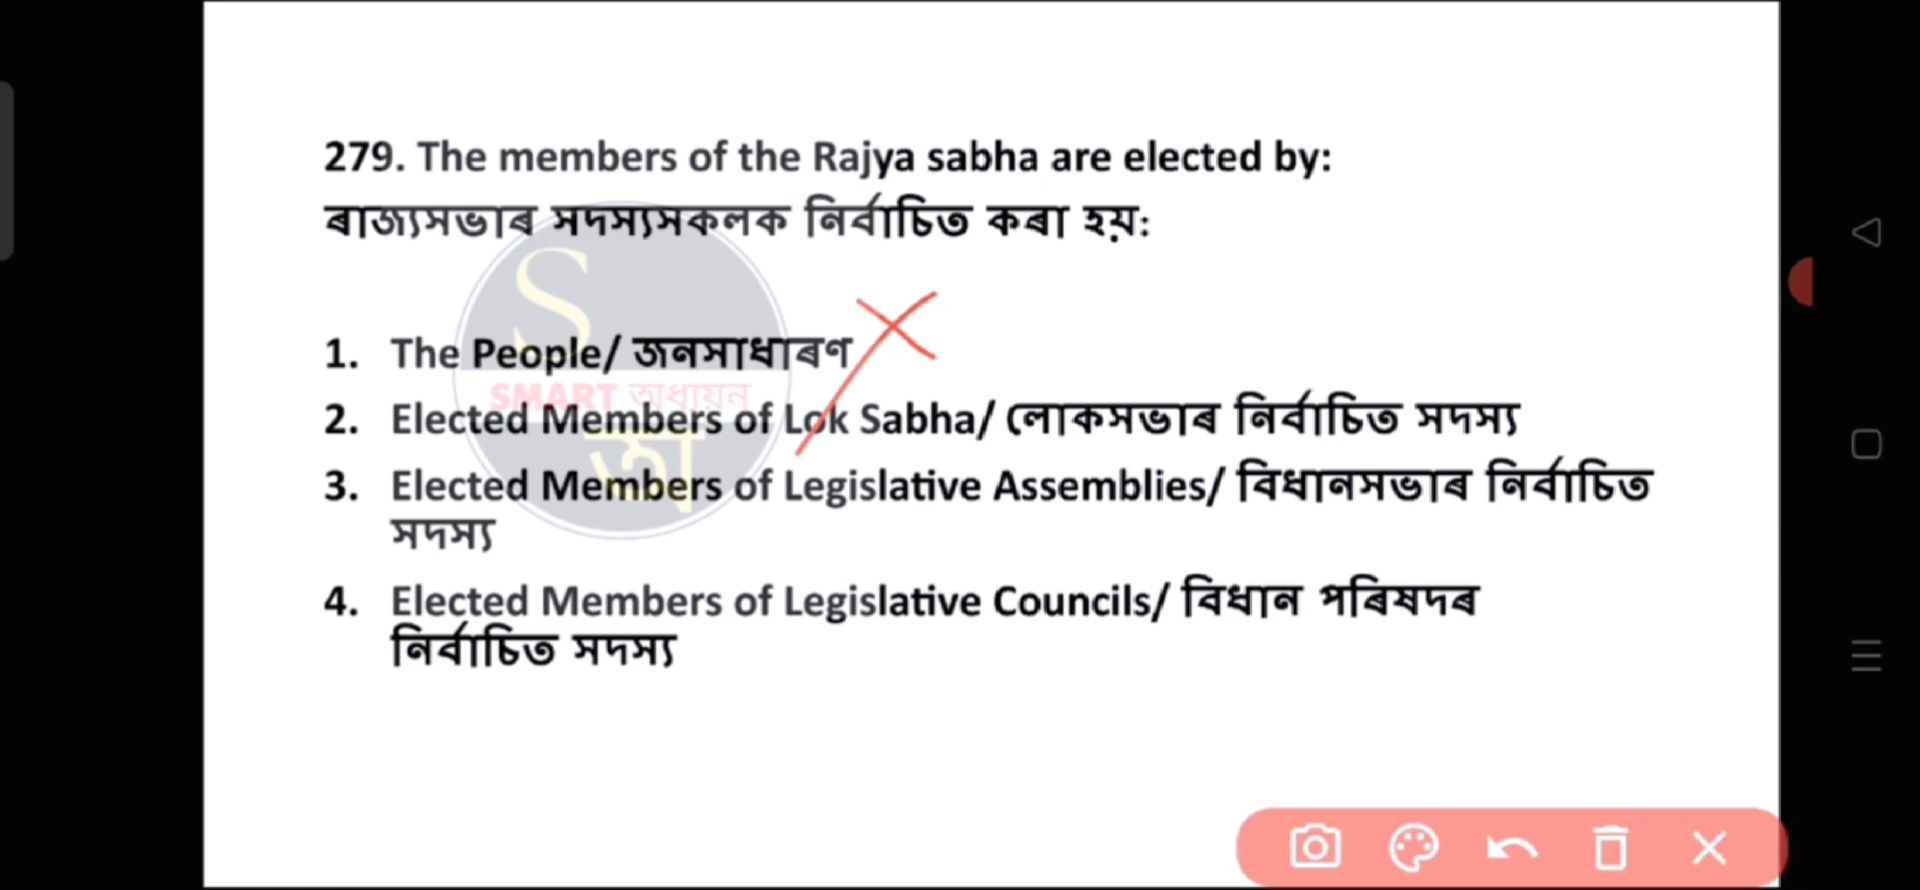 279. The members of the Rajya sabha are elected by:
ৰাজ্যসভাৰ সদস্যসকলক নিৰ্বাচিত কৰা হয়:
1. The People/ জনসাধাৰণ
SMART অধ্যয়ন
2. Elected Members of Lok Sabha/ লোকসভাৰ নিৰ্বাচিত সদস্য
3. Elected Members of Legislative Assemblies/ বিধানসভাৰ নিৰ্বাচিত
সদস্য
4. Elected Members of Legislative Councils/ বিধান পৰিষদৰ
নিৰ্বাচিত সদস্য
S
অ